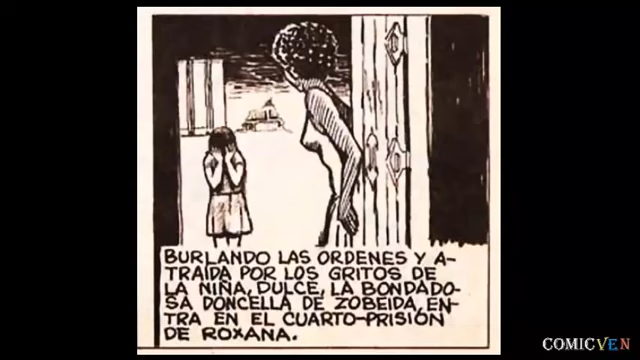 BURLANDO LAS ORDENES Y A-
TRAÍDA POR LOS GRITOS DE
LA NIÑA, DULCE, LA BONDADO-
SA DONCELLA DE ZOBEIDA, EN-
TRA EN EL CUARTO-PRISIÓN
DE ROXANA.
COMICVEN